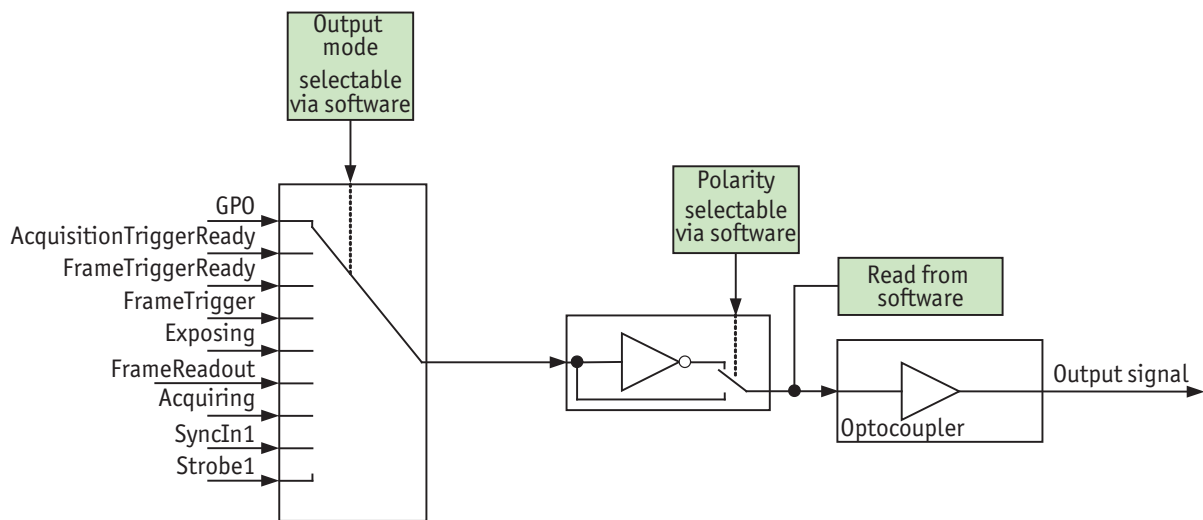 Output
mode
selectable
via software
GPO
AcquisitionTriggerReady
FrameTriggerReady
FrameTrigger
Exposing
FrameReadout
Acquiring
SyncIn1
Strobe1
Polarity
selectable
via software
Read from
software
Optocoupler
Output signal